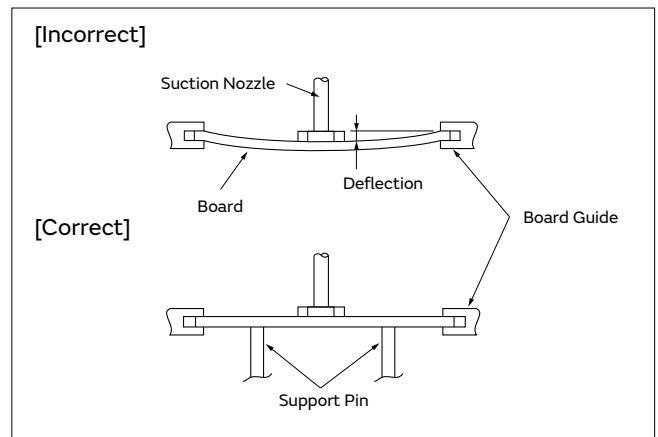 [Incorrect]
Suction Nozzle
Deflection
Board
Board Guide
[Correct]
Support Pin